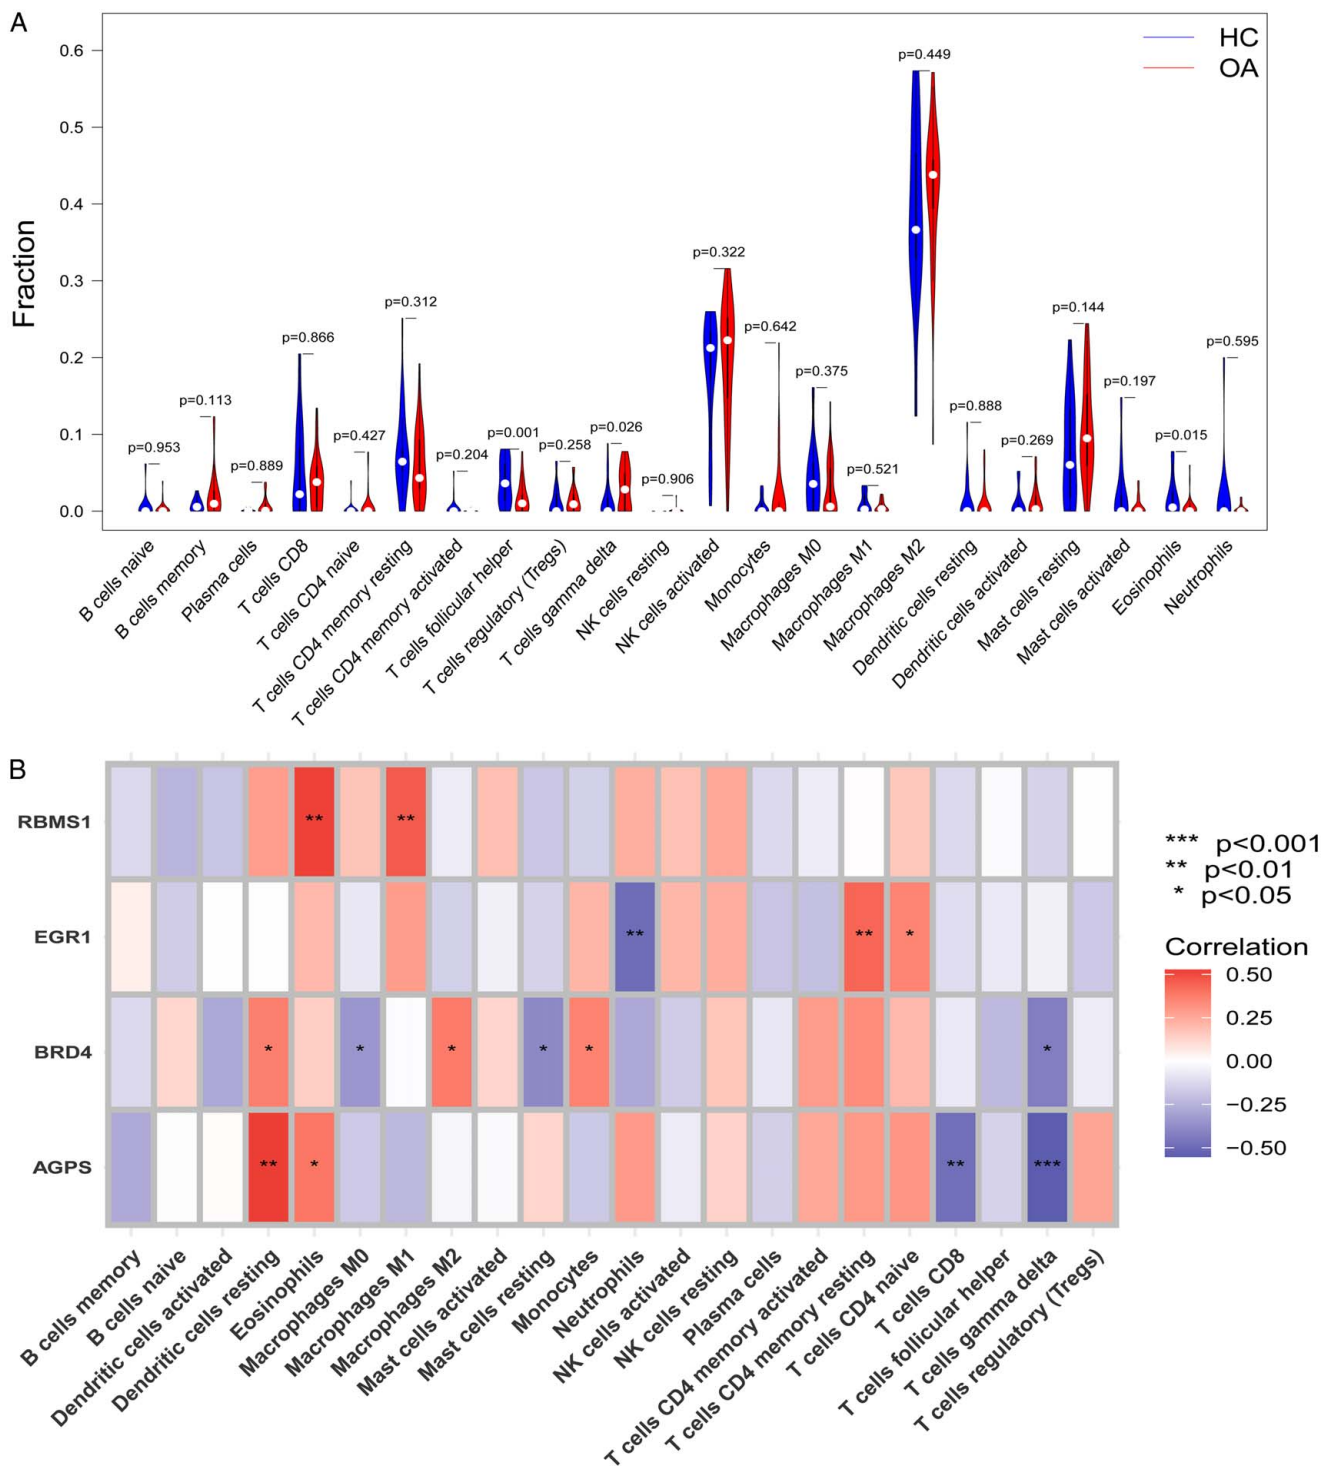 A
HC
OA
Fraction
0.6
0.5
0.4
0.3
0.2
0.1
0.0
p=0.953
p=0.113
p=0.889
p=0.866
p=0.427
p=0.312
p=0.204
p=0.001
p=0.258
p=0.026
p=0.906
p=0.322
p=0.642
p=0.375
p=0.521
p=0.449
p=0.888
p=0.269
p=0.144
p=0.197
p=0.015
p=0.595
B cells naive
B cells memory
Plasma cells
T cells CD8
T cells CD4 naive
T cells CD4 memory resting
T cells CD4 memory activated
T cells follicular helper
T cells regulatory (Tregs)
T cells gamma delta
NK cells resting
NK cells activated
Monocytes
Macrophages M0
Macrophages M1
Macrophages M2
Dendritic cells resting
Dendritic cells activated
Mast cells resting
Mast cells activated
Eosinophils
Neutrophils
B
RBMS1
** **
EGR1
** ** *
BRD4
* * * * * *
AGPS
** * ** ***
*** p<0.001
** p<0.01
* p<0.05
Correlation
0.50
0.25
0.00
−0.25
−0.50
B cells memory
B cells naive
Dendritic cells activated
Dendritic cells resting
Eosinophils
Macrophages M0
Macrophages M1
Macrophages M2
Mast cells activated
Mast cells resting
Monocytes
Neutrophils
NK cells activated
NK cells resting
Plasma cells
T cells CD4 memory activated
T cells CD4 memory resting
T cells CD4 naive
T cells CD8
T cells follicular helper
T cells gamma delta
T cells regulatory (Tregs)